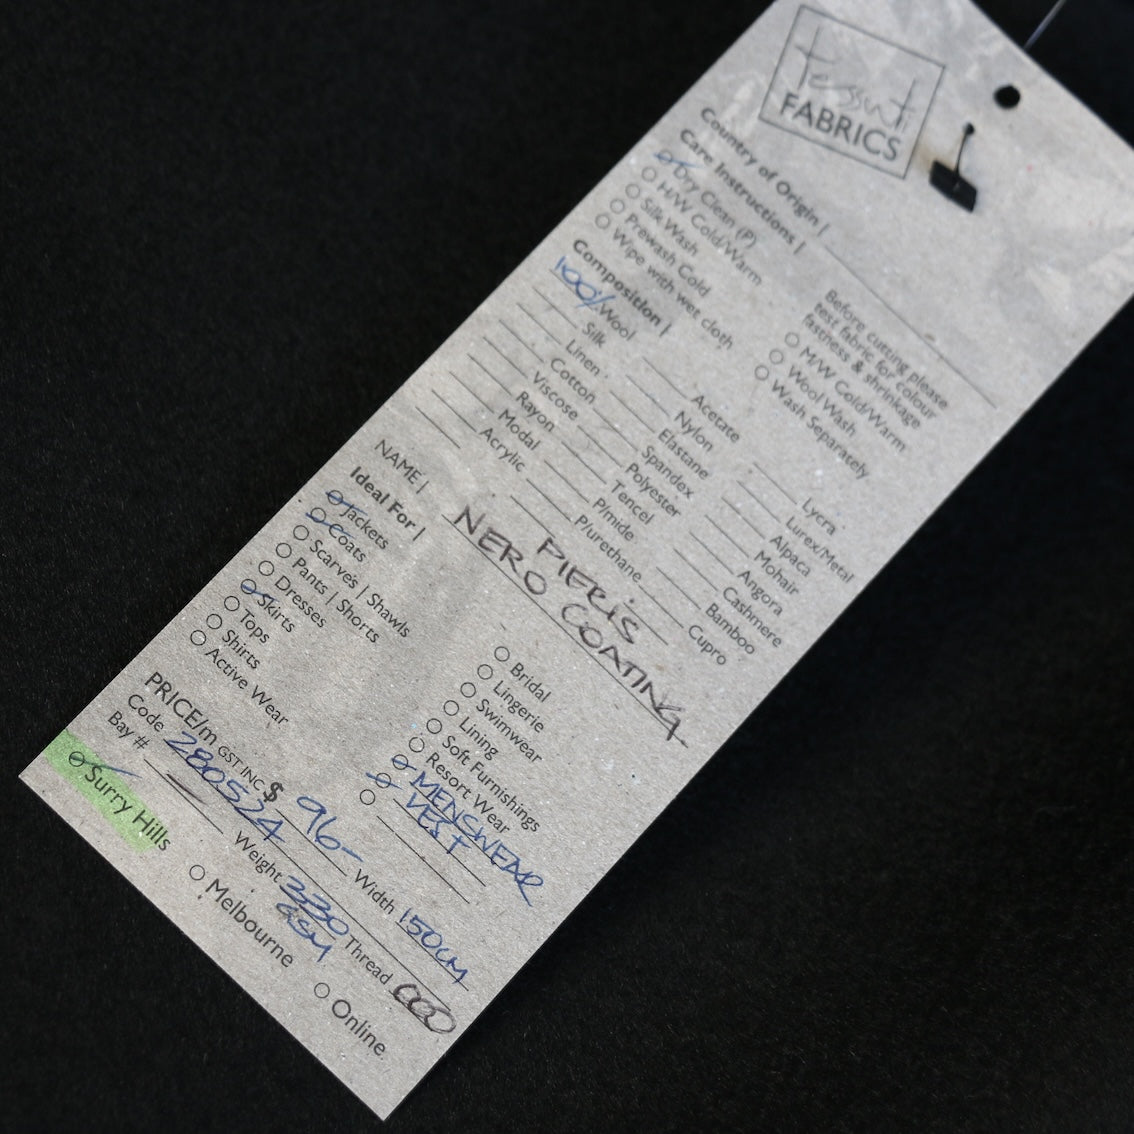 Tessuti
FABRICS
Country of Origin |
Care Instructions |
Dry Clean (P)
H/W Cold/Warm
Silk Wash
Prewash Cold
Wipe with wet cloth
Before cutting please
test fabric for colour
fastness & shrinkage
M/W Cold/Warm
Wool Wash
Wash Separately
Composition |
100% Wool
Silk
Linen
Cotton
Viscose
Rayon
Modal
Acrylic
Acetate
Nylon
Elastane
Spandex
Polyester
Tencel
P/mide
P/urethane
Lycra
Lurex/Metal
Alpaca
Mohair
Angora
Cashmere
Bamboo
Cupro
NAME | PIERIS
NERO COATING
Ideal For |
Jackets
Coats
Scarves | Shawls
Pants | Shorts
Dresses
Skirts
Tops
Shirts
Active Wear
Bridal
Lingerie
Swimwear
Lining
Soft Furnishings
Resort Wear
MENSWEAR
VEST
PRICE/m GST INC $ 96- Width 150CM
Code 280524 Weight 330 GSM Thread 000
Bay #
Surry Hills Melbourne Online